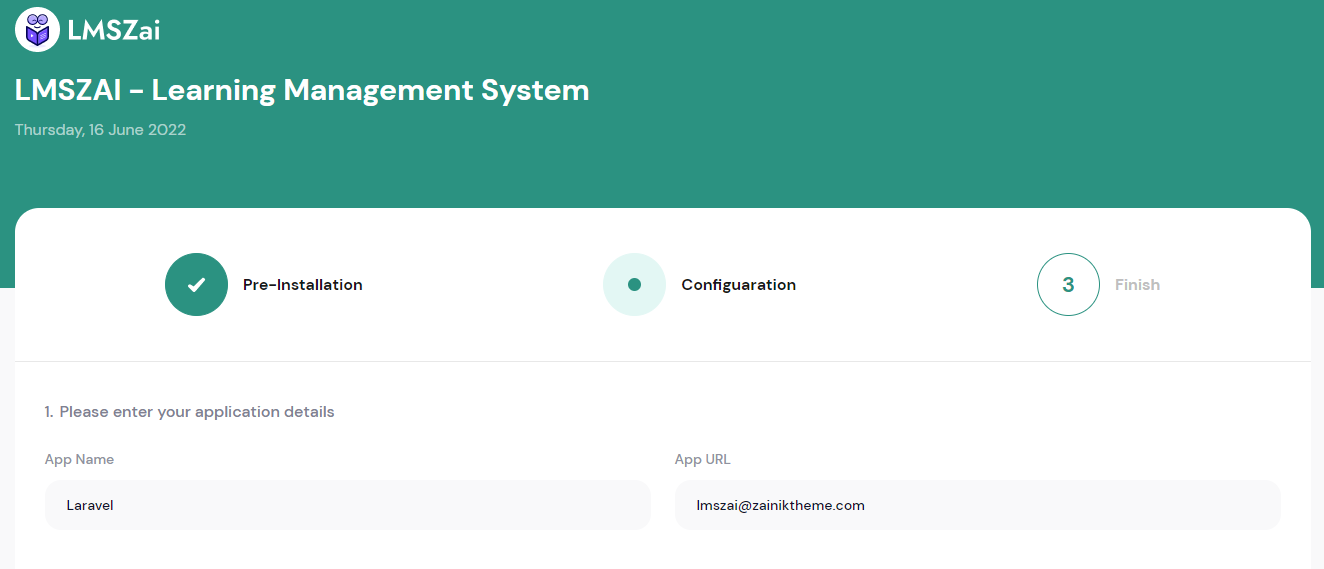 LMSZai
LMSZAI - Learning Management System
Thursday, 16 June 2022
Pre-Installation
Configuaration
3
Finish
1. Please enter your application details
App Name
App URL
Laravel
lmszai@zainiktheme.com